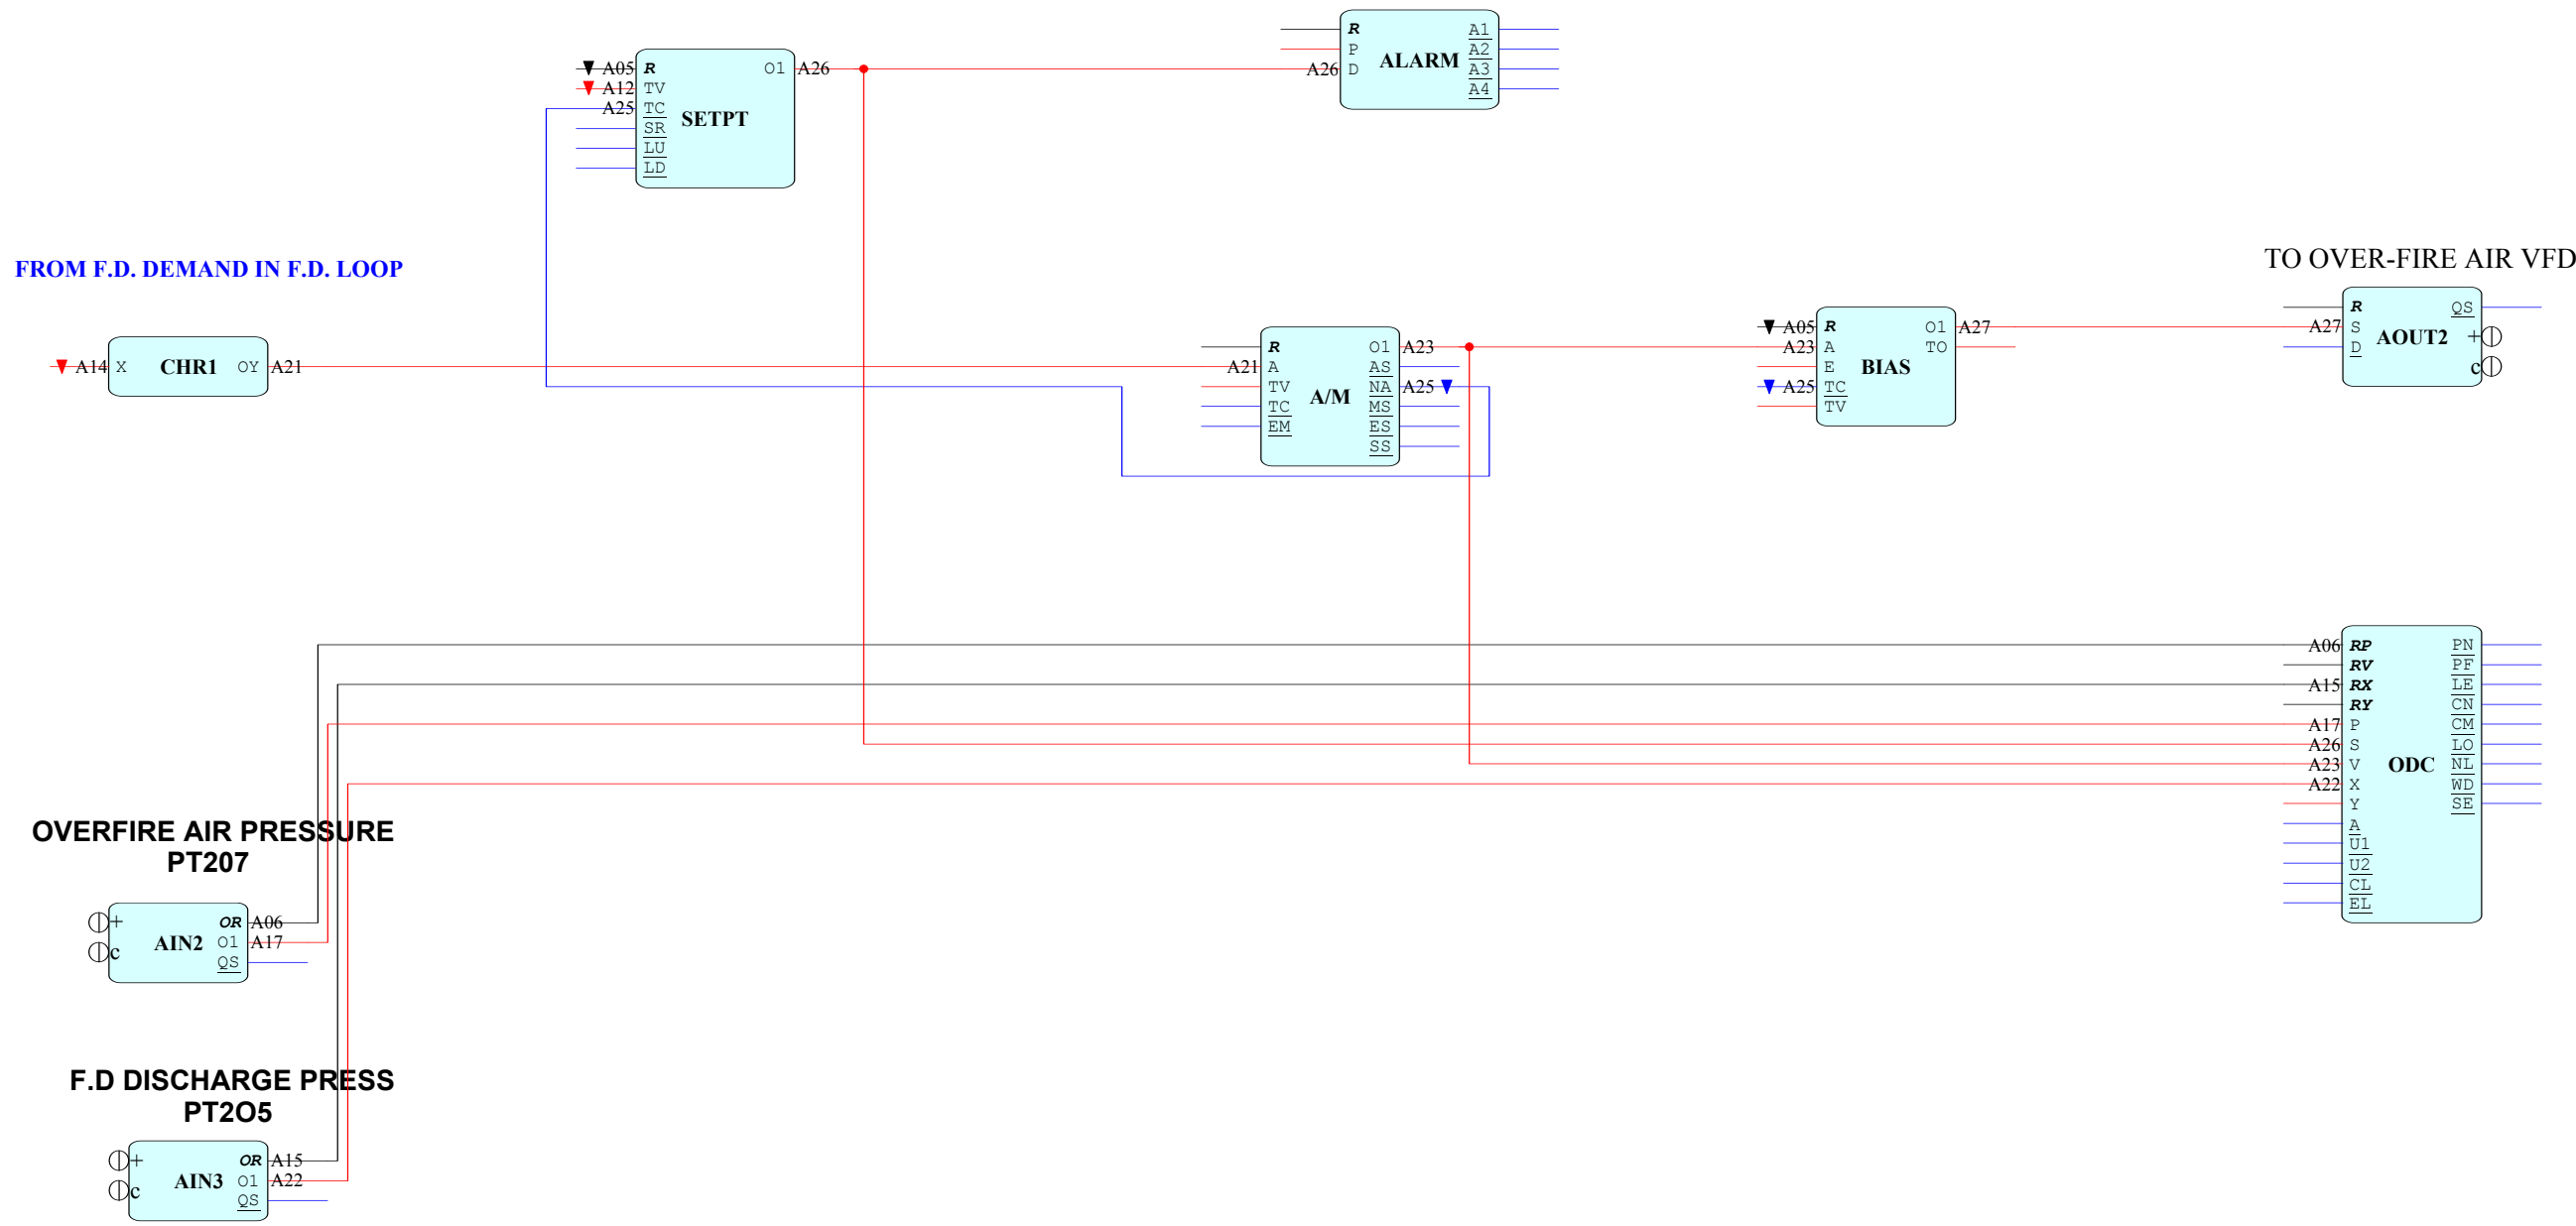 R A1
P A2
A26 D ALARM A3
A4
A05 R O1 A26
A12 TV
A25 TC
SETPT
SR
LU
LD
FROM F.D. DEMAND IN F.D. LOOP
A14 X CHR1 OY A21
R O1 A23
A21 A AS
TV NA A25
A/M
TC MS
EM ES
SS
A05 R O1 A27
A23 A TO
E BIAS
A25 TC
TV
TO OVER-FIRE AIR VFD
R QS
A27 S AOUT2 +
D
c
A06 RP PN
RV PF
A15 RX LE
RY CN
A17 P CM
A26 S LO
A23 V ODC NL
A22 X WD
Y SE
A
U1
U2
CL
EL
OVERFIRE AIR PRESSURE
PT207
+ OR A06
AIN2 O1 A17
c QS
F.D DISCHARGE PRESS
PT2O5
+ OR A15
AIN3 O1 A22
c QS